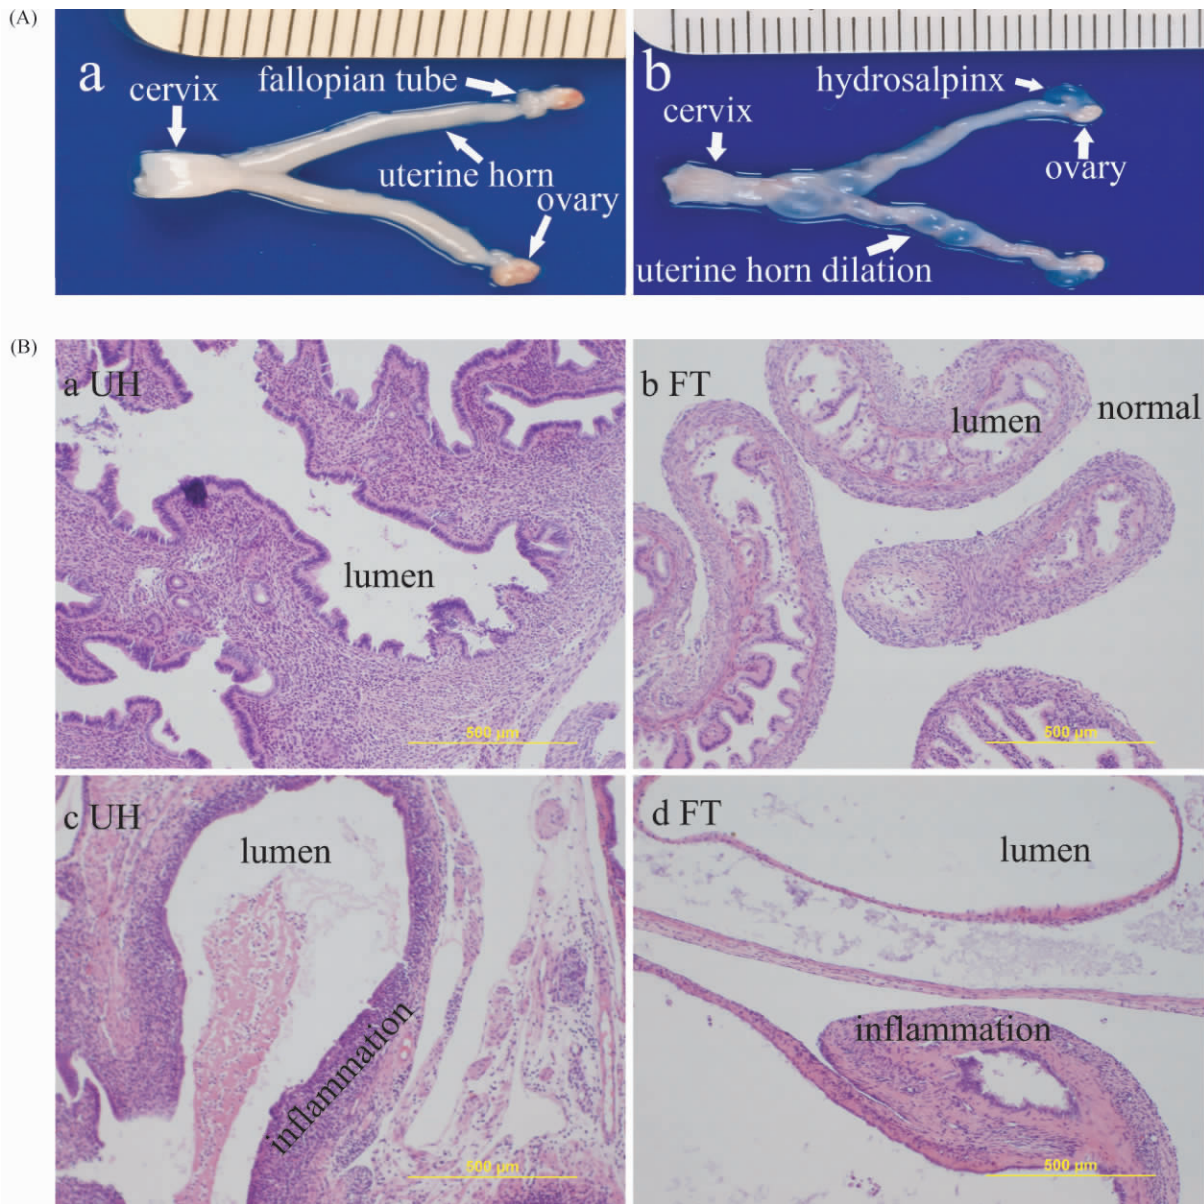 (A)
a
cervix
fallopian tube
uterine horn
ovary
b
cervix
hydrosalpinx
ovary
uterine horn dilation
(B)
a UH
lumen
500 µm
b FT
lumen
normal
500 µm
c UH
lumen
inflammation
500 µm
d FT
lumen
inflammation
500 µm